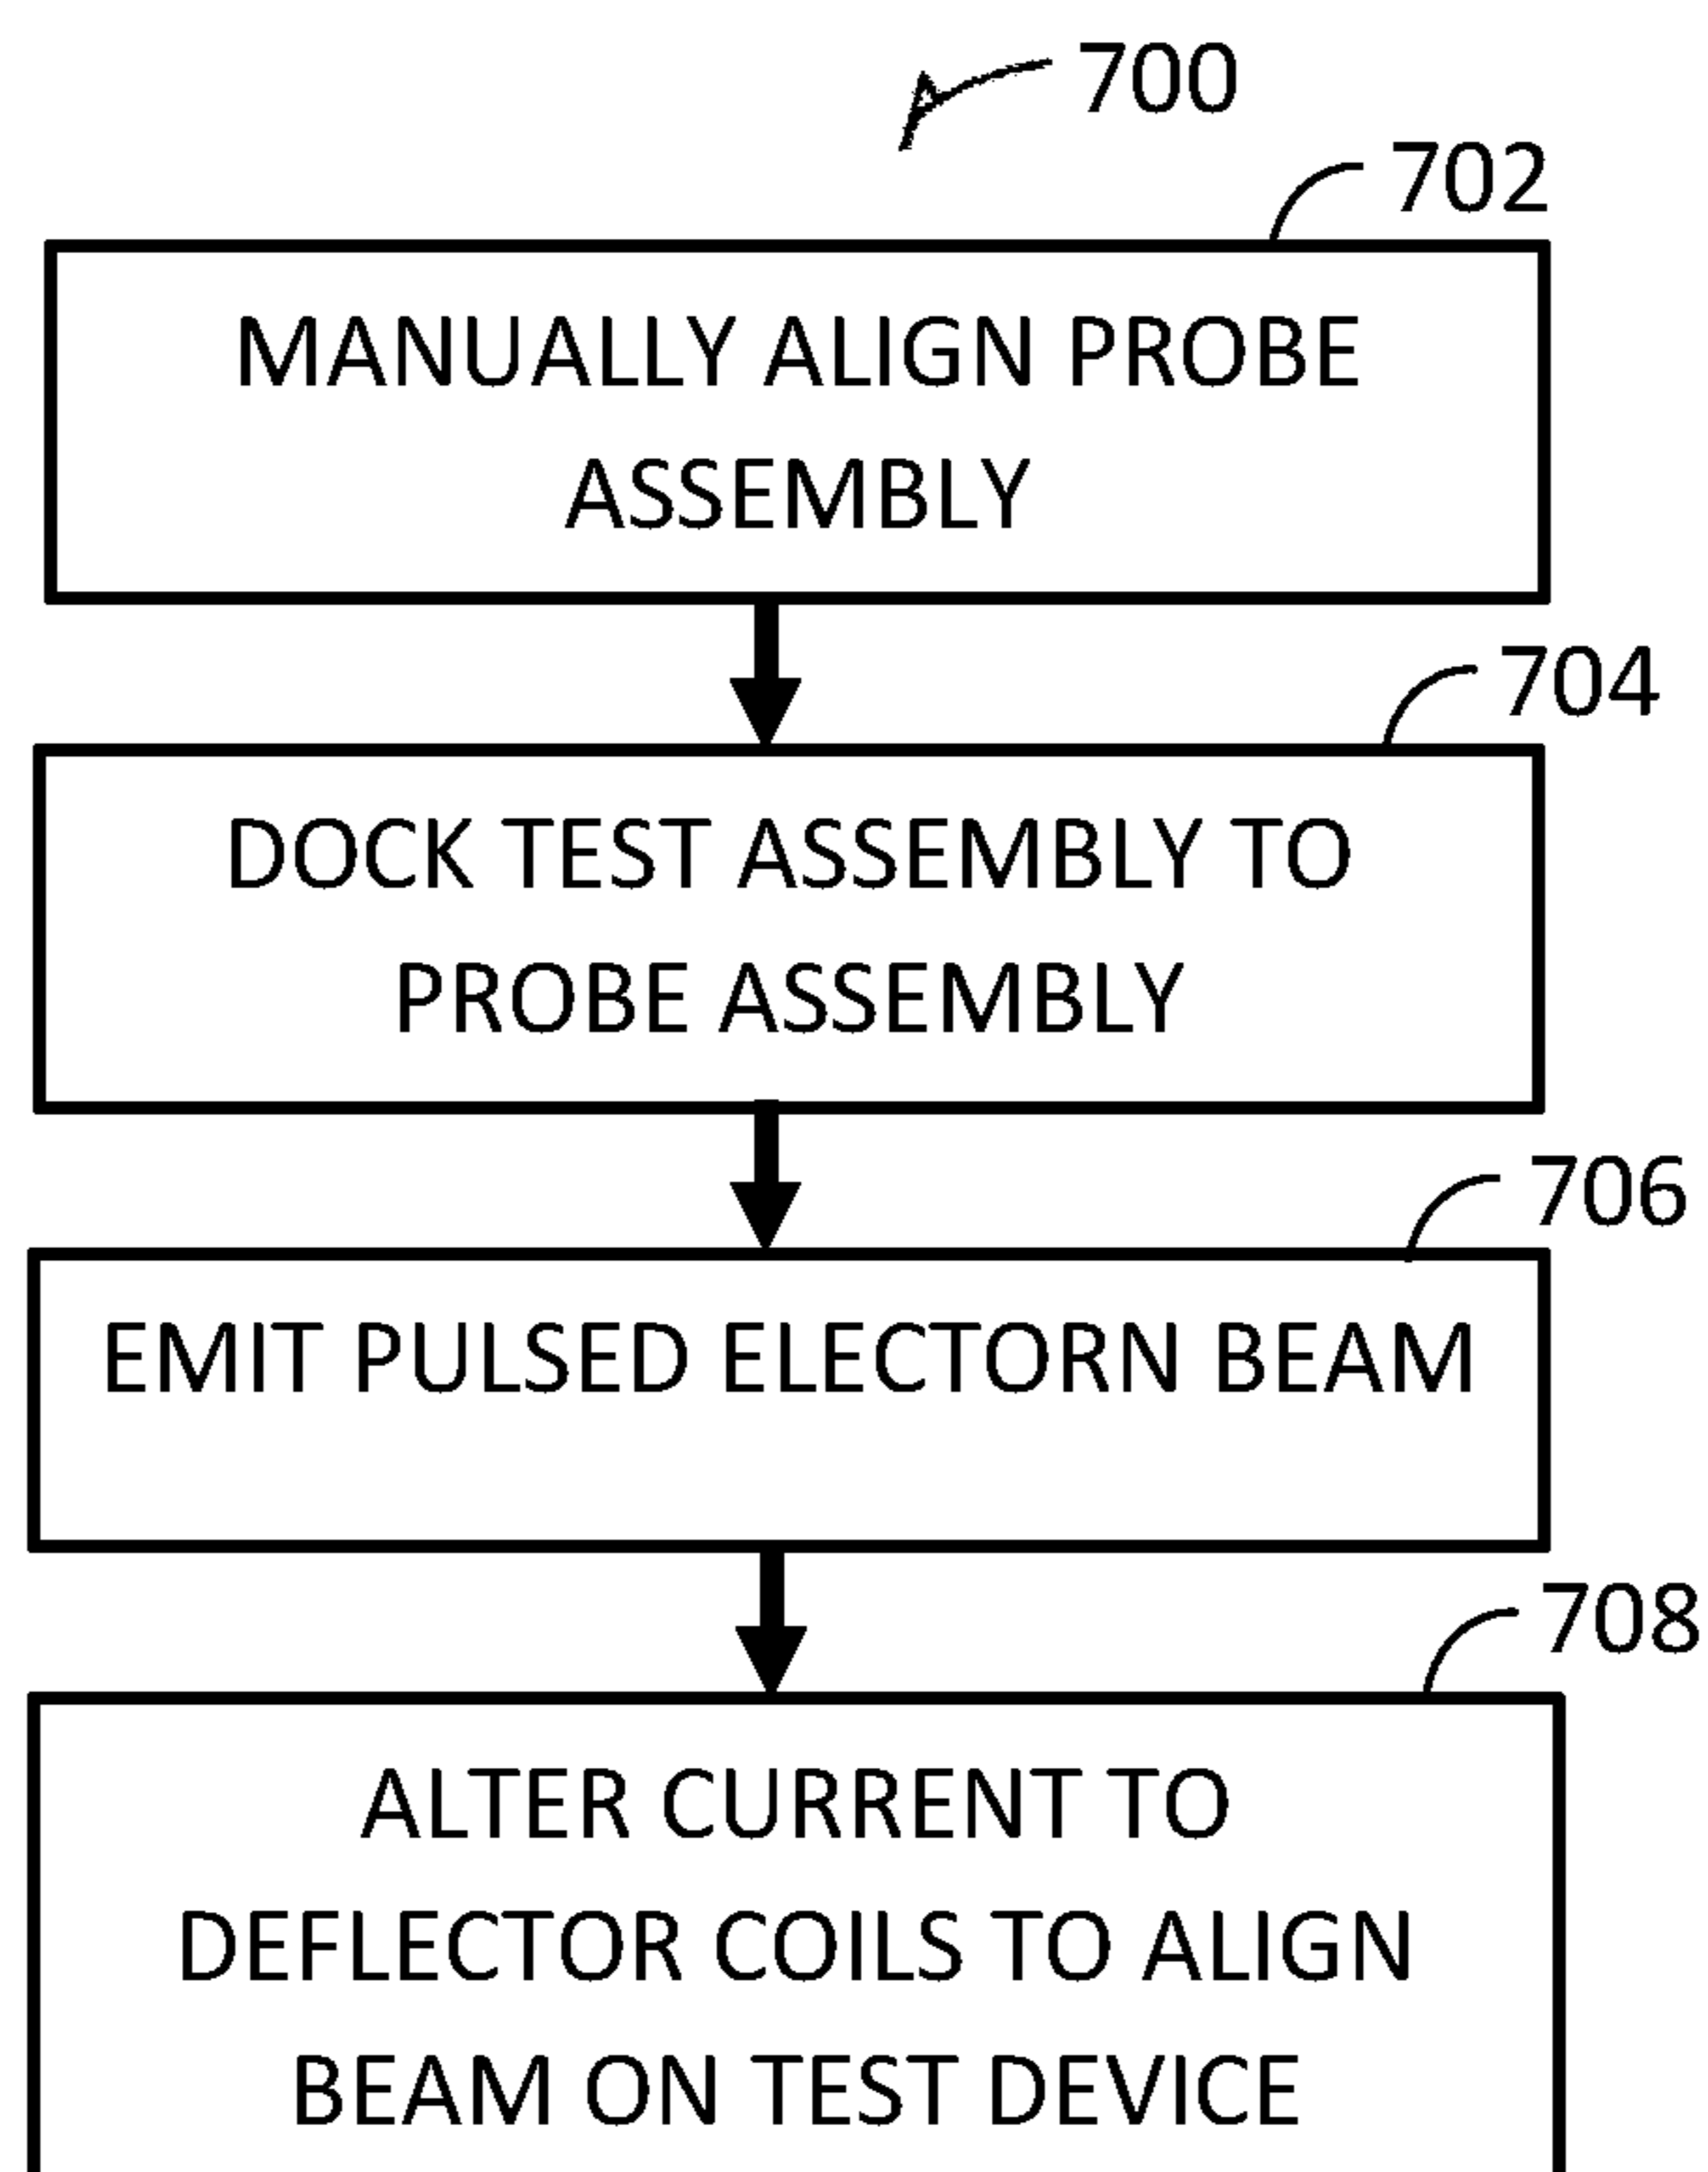 700
702
MANUALLY ALIGN PROBE
ASSEMBLY
704
DOCK TEST ASSEMBLY TO
PROBE ASSEMBLY
706
EMIT PULSED ELECTORN BEAM
708
ALTER CURRENT TO
DEFLECTOR COILS TO ALIGN
BEAM ON TEST DEVICE